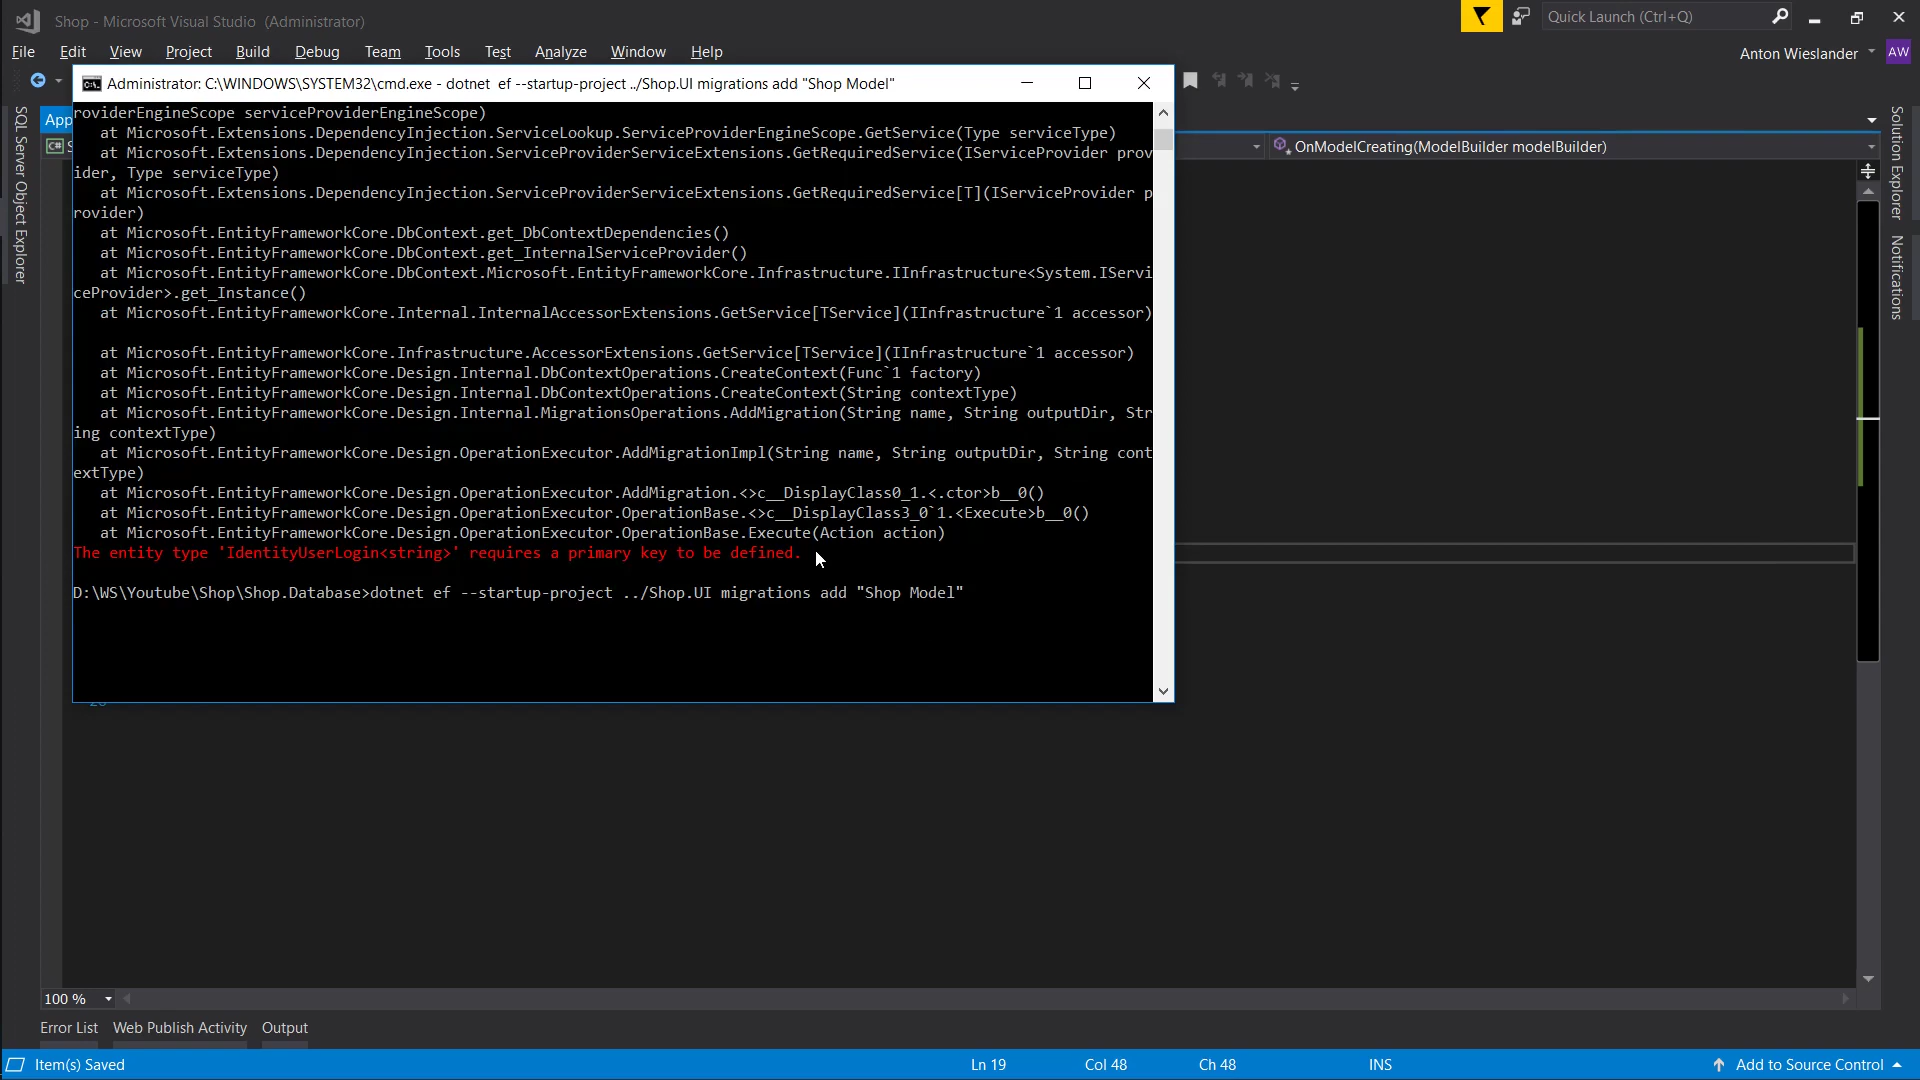 Shop - Microsoft Visual Studio (Administrator)
Quick Launch (Ctrl+Q)
File Edit View Project Build Debug Team Tools Test Analyze Window Help
Anton Wieslander AW
Administrator: C:\WINDOWS\SYSTEM32\cmd.exe - dotnet ef --startup-project ../Shop.UI migrations add "Shop Model"
SQL Server Object Explorer
App
C#
OnModelCreating(ModelBuilder modelBuilder)
Solution Explorer
Notifications
roviderEngineScope serviceProviderEngineScope)
at Microsoft.Extensions.DependencyInjection.ServiceLookup.ServiceProviderEngineScope.GetService(Type serviceType)
at Microsoft.Extensions.DependencyInjection.ServiceProviderServiceExtensions.GetRequiredService(IServiceProvider prov
ider, Type serviceType)
at Microsoft.Extensions.DependencyInjection.ServiceProviderServiceExtensions.GetRequiredService[T](IServiceProvider p
rovider)
at Microsoft.EntityFrameworkCore.DbContext.get_DbContextDependencies()
at Microsoft.EntityFrameworkCore.DbContext.get_InternalServiceProvider()
at Microsoft.EntityFrameworkCore.DbContext.Microsoft.EntityFrameworkCore.Infrastructure.IInfrastructure<System.IServi
ceProvider>.get_Instance()
at Microsoft.EntityFrameworkCore.Internal.InternalAccessorExtensions.GetService[TService](IInfrastructure`1 accessor)
at Microsoft.EntityFrameworkCore.Infrastructure.AccessorExtensions.GetService[TService](IInfrastructure`1 accessor)
at Microsoft.EntityFrameworkCore.Design.Internal.DbContextOperations.CreateContext(Func`1 factory)
at Microsoft.EntityFrameworkCore.Design.Internal.DbContextOperations.CreateContext(String contextType)
at Microsoft.EntityFrameworkCore.Design.Internal.MigrationsOperations.AddMigration(String name, String outputDir, Str
ing contextType)
at Microsoft.EntityFrameworkCore.Design.OperationExecutor.AddMigrationImpl(String name, String outputDir, String cont
extType)
at Microsoft.EntityFrameworkCore.Design.OperationExecutor.AddMigration.<>c__DisplayClass0_1.<.ctor>b__0()
at Microsoft.EntityFrameworkCore.Design.OperationExecutor.OperationBase.<>c__DisplayClass3_0`1.<Execute>b__0()
at Microsoft.EntityFrameworkCore.Design.OperationExecutor.OperationBase.Execute(Action action)
The entity type 'IdentityUserLogin<string>' requires a primary key to be defined.
D:\WS\Youtube\Shop\Shop.Database>dotnet ef --startup-project ../Shop.UI migrations add "Shop Model"
100 %
Error List Web Publish Activity Output
Item(s) Saved Ln 19 Col 48 Ch 48 INS Add to Source Control